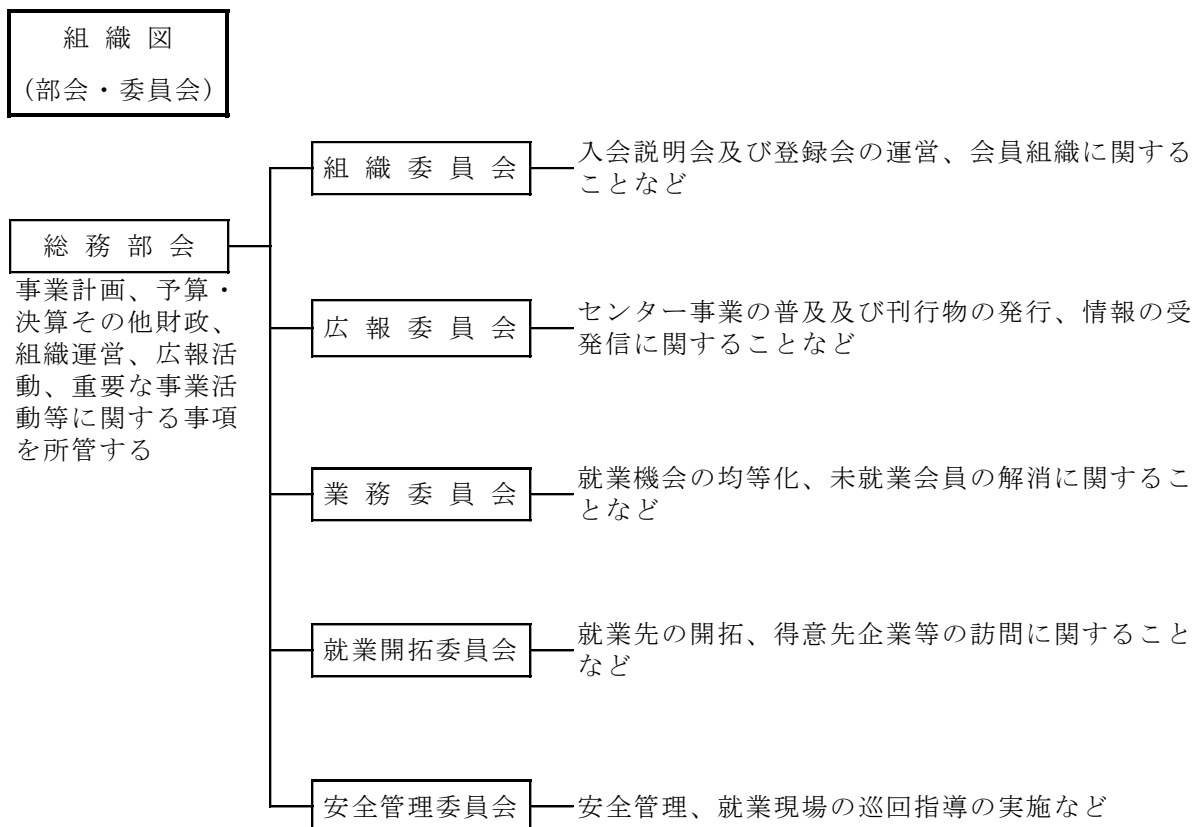 組織図
(部会・委員会)
組織委員会
入会説明会及び登録会の運営、会員組織に関する
ことなど
総務部会
事業計画、予算・
決算その他財政、
組織運営、広報活
動、重要な事業活
動等に関する事項
を所管する
広報委員会
センター事業の普及及び刊行物の発行、情報の受
発信に関することなど
業務委員会
就業機会の均等化、未就業会員の解消に関するこ
となど
就業開拓委員会
就業先の開拓、得意先企業等の訪問に関すること
など
安全管理委員会
安全管理、就業現場の巡回指導の実施など